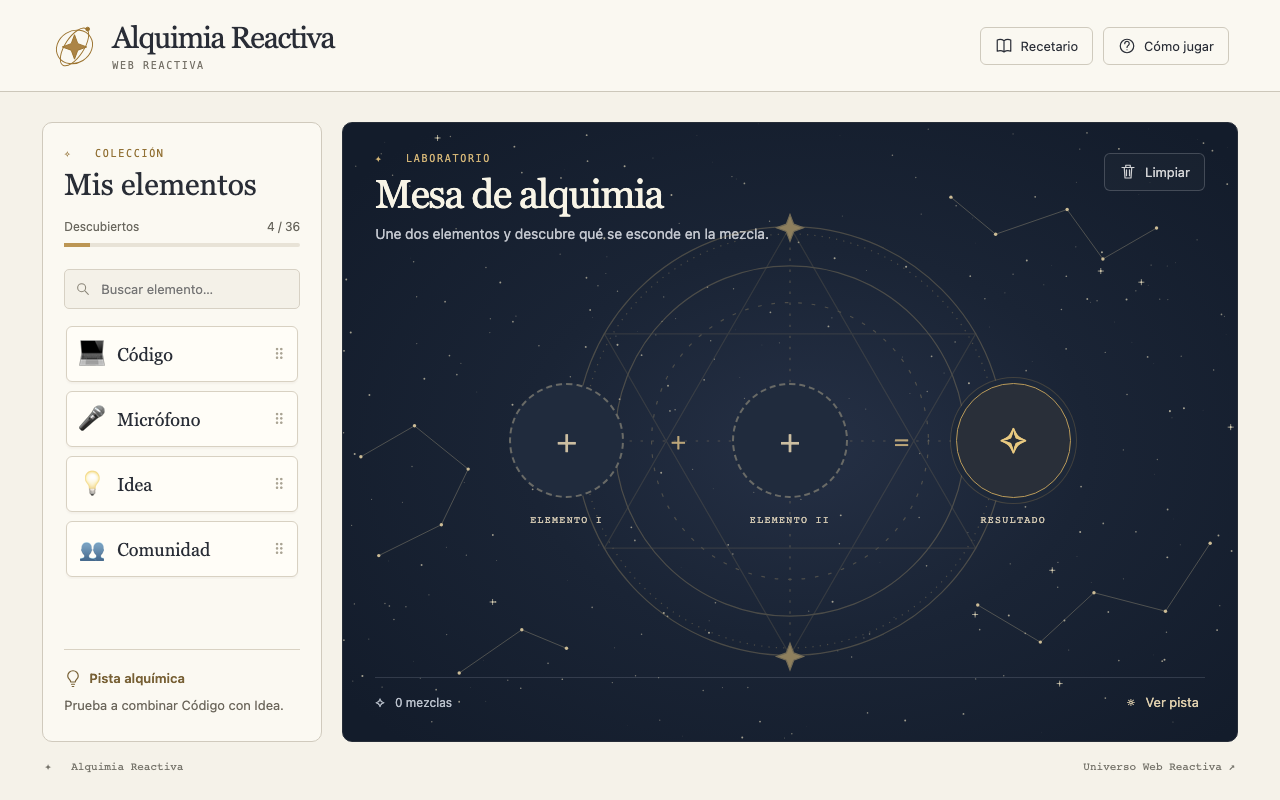 Alquimia Reactiva
WEB REACTIVA
Recetario
Cómo jugar
COLECCIÓN
Mis elementos
Descubiertos 4 / 36
Buscar elemento...
Código
Micrófono
Idea
Comunidad
Pista alquímica
Prueba a combinar Código con Idea.
LABORATORIO
Mesa de alquimia
Une dos elementos y descubre qué se esconde en la mezcla.
Limpiar
+ + + =
ELEMENTO I
ELEMENTO II
RESULTADO
0 mezclas
Ver pista
Alquimia Reactiva
Universo Web Reactiva ↗